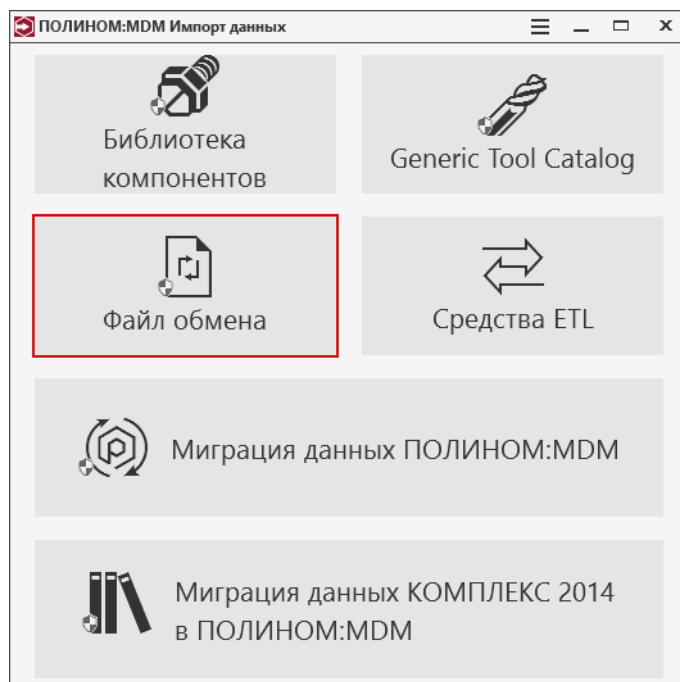 ПОЛИНОМ:MDM Импорт данных
Библиотека
компонентов
Generic Tool Catalog
Файл обмена
Средства ETL
Миграция данных ПОЛИНОМ:MDM
Миграция данных КОМПЛЕКС 2014
в ПОЛИНОМ:MDM